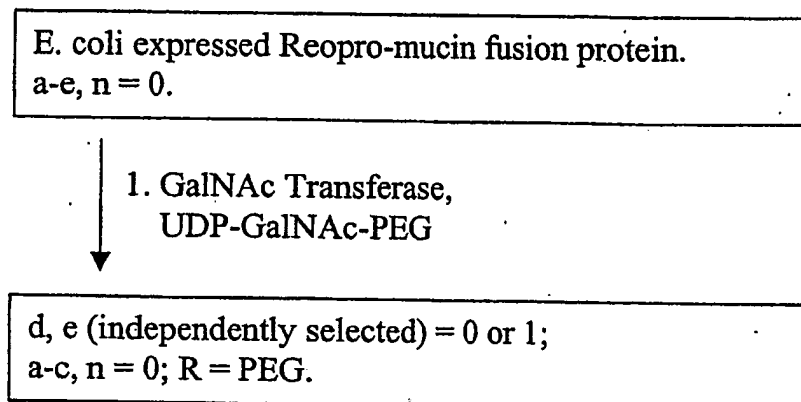 E. coli expressed Reopro-mucin fusion protein.
a-e, n = 0.
1. GalNAc Transferase,
UDP-GalNAc-PEG
d, e (independently selected) = 0 or 1;
a-c, n = 0; R = PEG.